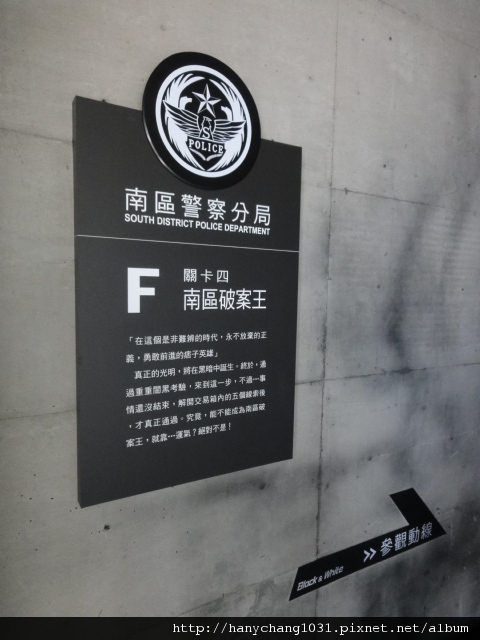 POLICE
南區警察分局
SOUTH DISTRICT POLICE DEPARTMENT
F
關卡四
南區破案王
「在這個是非難辨的時代，永不放棄的正
義，勇敢前進的痞子英雄」
真正的光明，將在黑暗中誕生。終於，通
過重重闇黑考驗，來到這一步，不過…事
情還沒結束，解開交易箱內的五個線索後
，才真正通過。究竟，能不能成為南區破
案王，就靠…運氣？絕對不是！
Black & White
>> 參觀動線
http://hanychang1031.pixnet.net/album